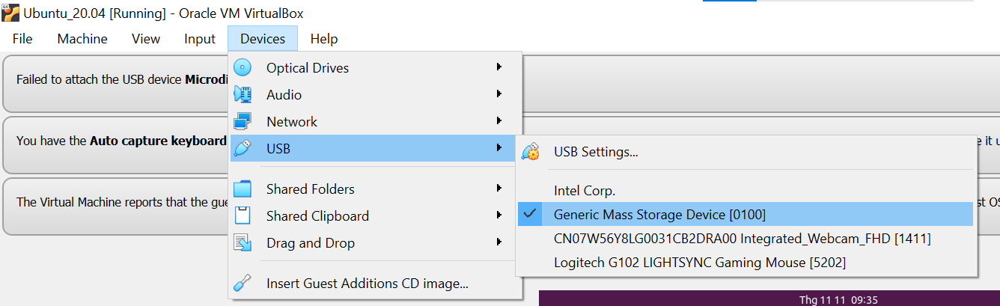 Ubuntu_20.04 [Running] - Oracle VM VirtualBox
File Machine View Input Devices Help
Failed to attach the USB device Microdi
You have the Auto capture keyboard
The Virtual Machine reports that the gue
Optical Drives
Audio
Network
USB
Shared Folders
Shared Clipboard
Drag and Drop
Insert Guest Additions CD image...
USB Settings...
Intel Corp.
Generic Mass Storage Device [0100]
CN07W56Y8LG0031CB2DRA00 Integrated_Webcam_FHD [1411]
Logitech G102 LIGHTSYNC Gaming Mouse [5202]
e it u
st OS
Thg 11 11 09:35